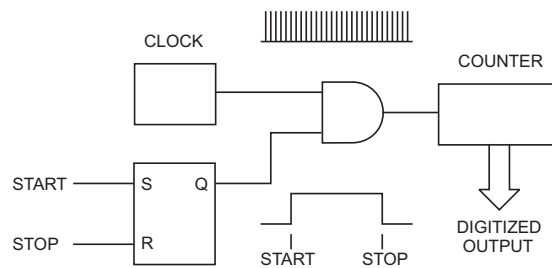 CLOCK
COUNTER
START
S
Q
STOP
R
START
STOP
DIGITIZED
OUTPUT